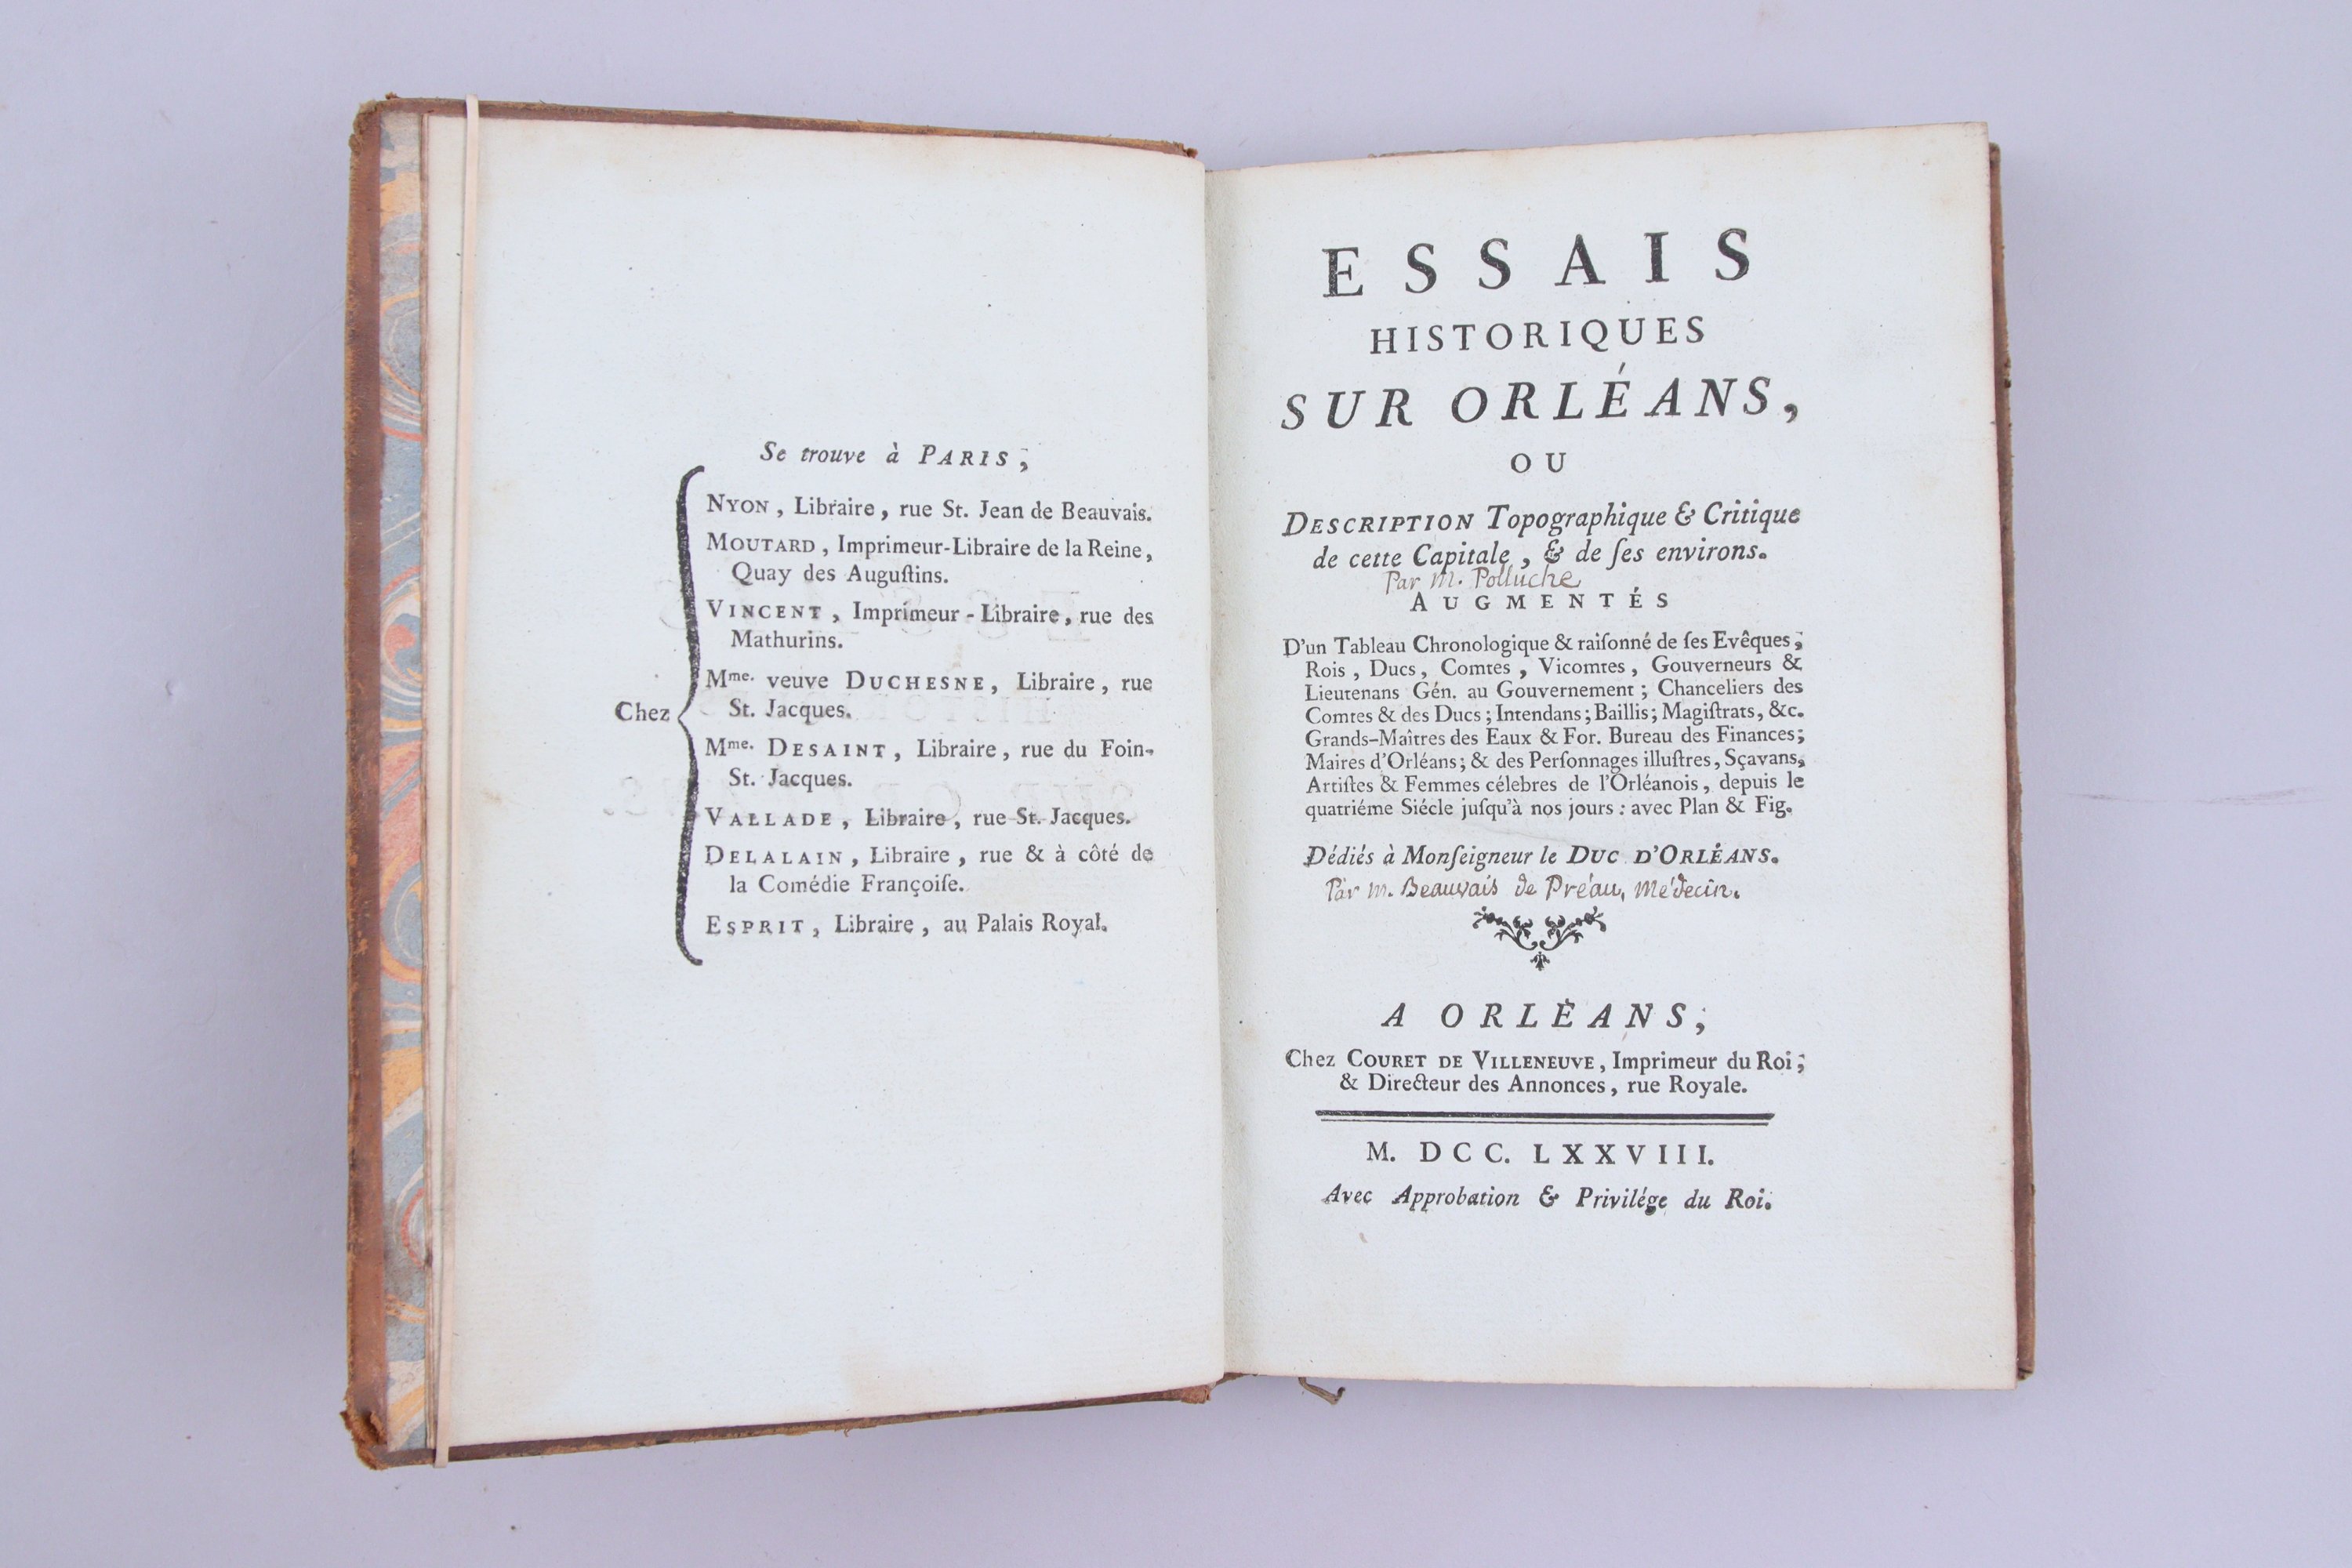 Se trouve à PARIS,
Chez
NYON, Libraire, rue St. Jean de Beauvais.
MOUTARD, Imprimeur-Libraire de la Reine,
Quay des Auguſtins.
VINCENT, Imprimeur-Libraire, rue des
Mathurins.
Mme. veuve DUCHESNE, Libraire, rue
St. Jacques.
Mme. DESAINT, Libraire, rue du Foin-
St. Jacques.
VALLADE, Libraire, rue St. Jacques.
DELALAIN, Libraire, rue & à côté de
la Comédie Françoiſe.
ESPRIT, Libraire, au Palais Royal.
ESSAIS
HISTORIQUES
SUR ORLÉANS,
OU
DESCRIPTION Topographique & Critique
de cette Capitale, & de ſes environs.
Par M. Polluche
AUGMENTÉS
D'un Tableau Chronologique & raiſonné de ſes Evêques;
Rois, Ducs, Comtes, Vicomtes, Gouverneurs &
Lieutenans Gén. au Gouvernement; Chanceliers des
Comtes & des Ducs; Intendans; Baillis; Magiſtrats, &c.
Grands-Maîtres des Eaux & For. Bureau des Finances;
Maires d'Orléans; & des Perſonnages illuſtres, Sçavans,
Artiſtes & Femmes célebres de l'Orléanois, depuis le
quatriéme Siécle juſqu'à nos jours: avec Plan & Fig.
Dédiés à Monſeigneur le DUC D'ORLÉANS.
Par M. Beauvais de Préau, Médecin.
A ORLÉANS,
Chez COURET DE VILLENEUVE, Imprimeur du Roi;
& Directeur des Annonces, rue Royale.
M. DCC. LXXVIII.
Avec Approbation & Privilége du Roi.